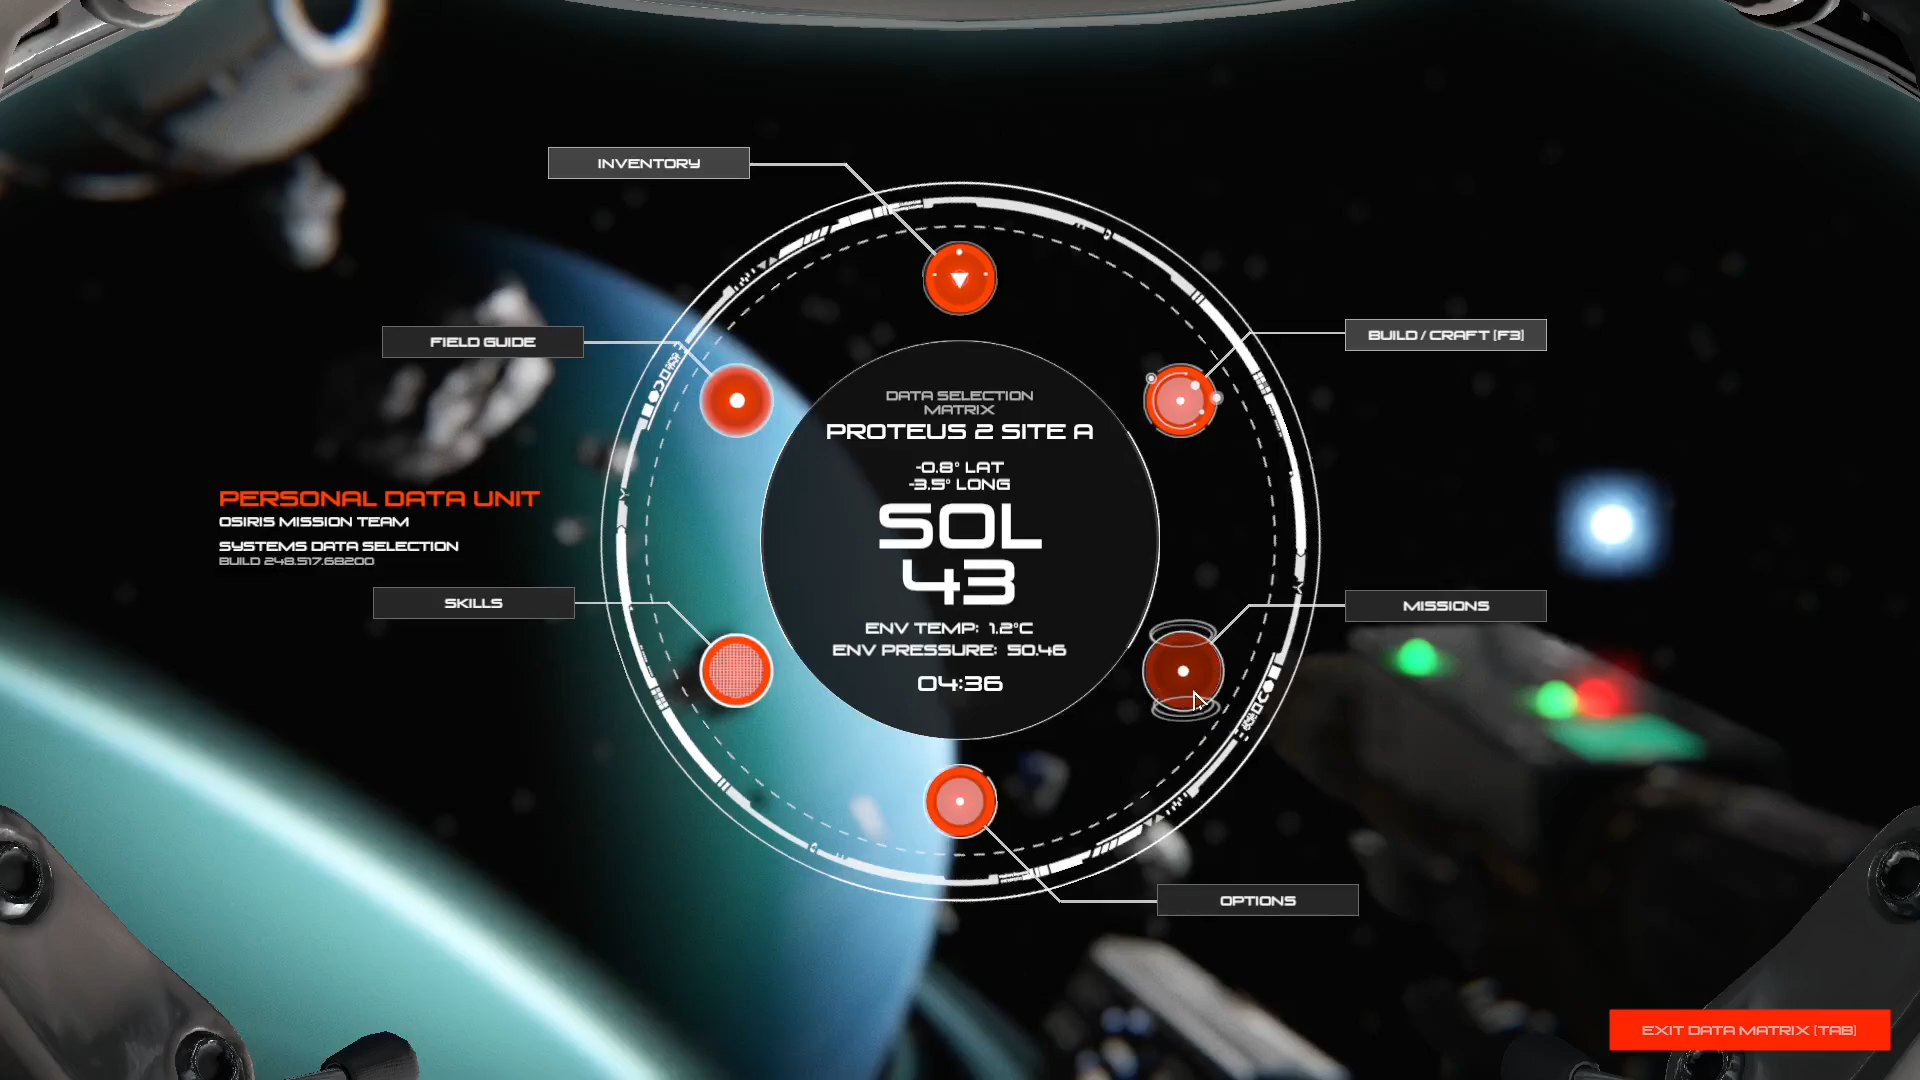 INVENTORY
FIELD GUIDE
BUILD / CRAFT [F3]
DATA SELECTION
MATRIX
PROTEUS 2 SITE A
-0.8° LAT
-3.5° LONG
SOL
43
ENV TEMP: 1.2°C
ENV PRESSURE: 50.46
04:36
PERSONAL DATA UNIT
OSIRIS MISSION TEAM
SYSTEMS DATA SELECTION
BUILD 248.517.68200
SKILLS
MISSIONS
OPTIONS
EXIT DATA MATRIX [TAB]